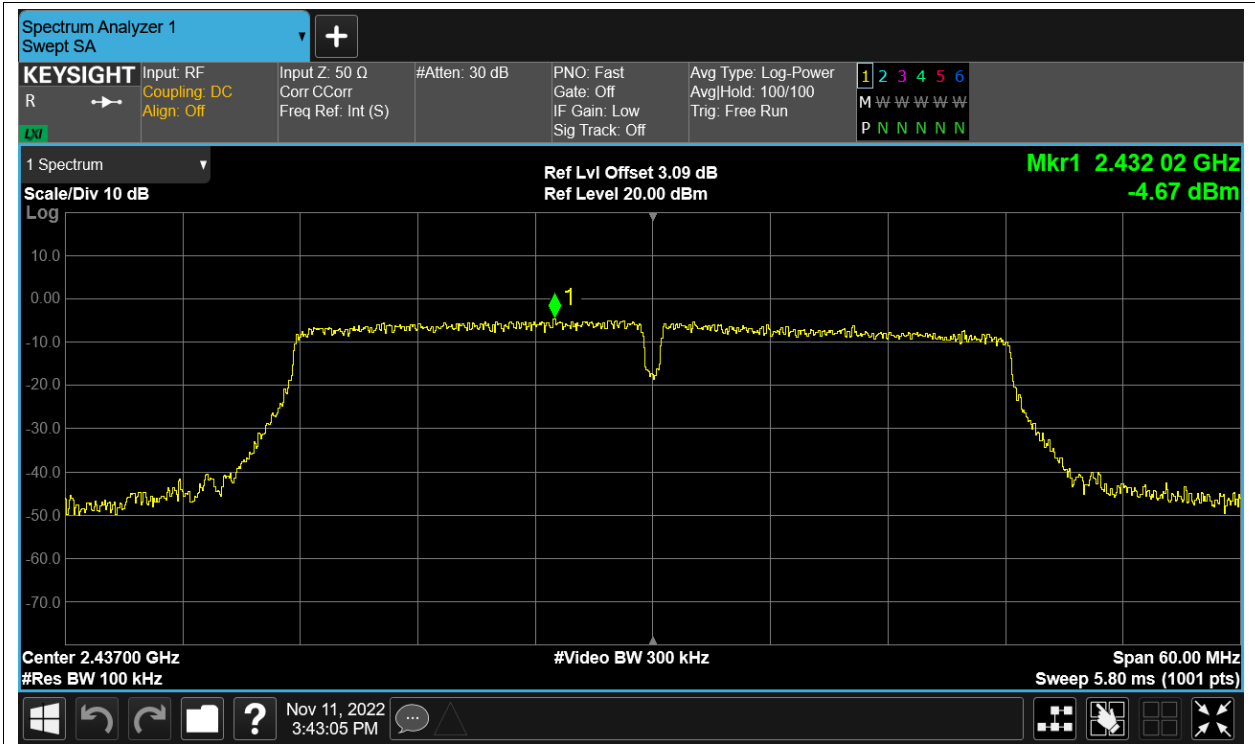 Spectrum Analyzer 1
Swept SA
KEYSIGHT
R
LXI
Input: RF
Coupling: DC
Align: Off
Input Z: 50 Ω
Corr CCorr
Freq Ref: Int (S)
#Atten: 30 dB
PNO: Fast
Gate: Off
IF Gain: Low
Sig Track: Off
Avg Type: Log-Power
Avg|Hold: 100/100
Trig: Free Run
1 2 3 4 5 6
M W W W W W
P N N N N N
1 Spectrum
Scale/Div 10 dB
Log
Ref Lvl Offset 3.09 dB
Ref Level 20.00 dBm
Mkr1 2.432 02 GHz
-4.67 dBm
10.0
0.00
1
-10.0
-20.0
-30.0
-40.0
-50.0
-60.0
-70.0
Center 2.43700 GHz
#Video BW 300 kHz
Span 60.00 MHz
#Res BW 100 kHz
Sweep 5.80 ms (1001 pts)
?
Nov 11, 2022
3:43:05 PM